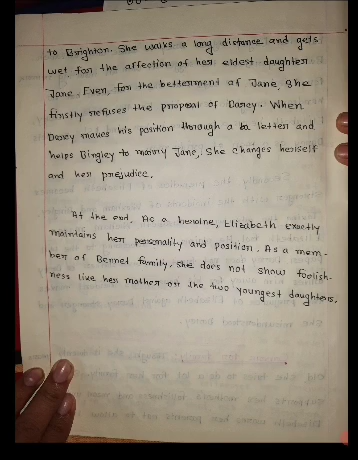 to Brighton. She walks a long distance and gets
wet for the affection of her eldest daughter
Jane. Even, for the betterment of Jane, she
firstly refuses the proposal of Darcy. When
Darcy makes his position through a letter and
helps Bingley to marry Jane, She changes herself
and her prejudice.
At the end, As a heroine, Elizabeth exactly
maintains her personality and position. As a mem-
ber of Bennet family, she does not show foolish-
ness like her mother or the two youngest daughters.